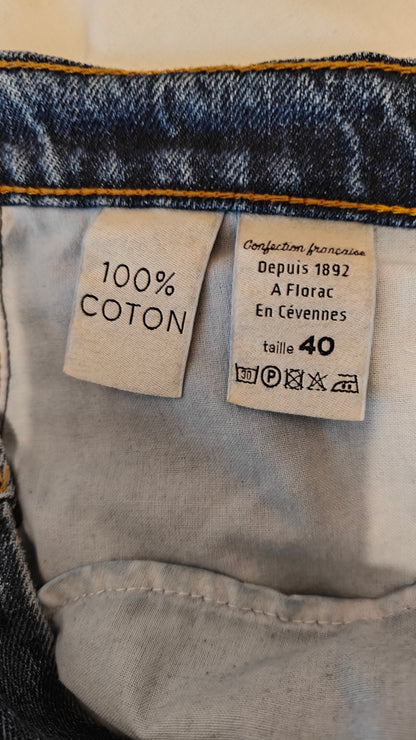 100%
COTON
Confection française
Depuis 1892
A Florac
En Cévennes
taille 40
30 P